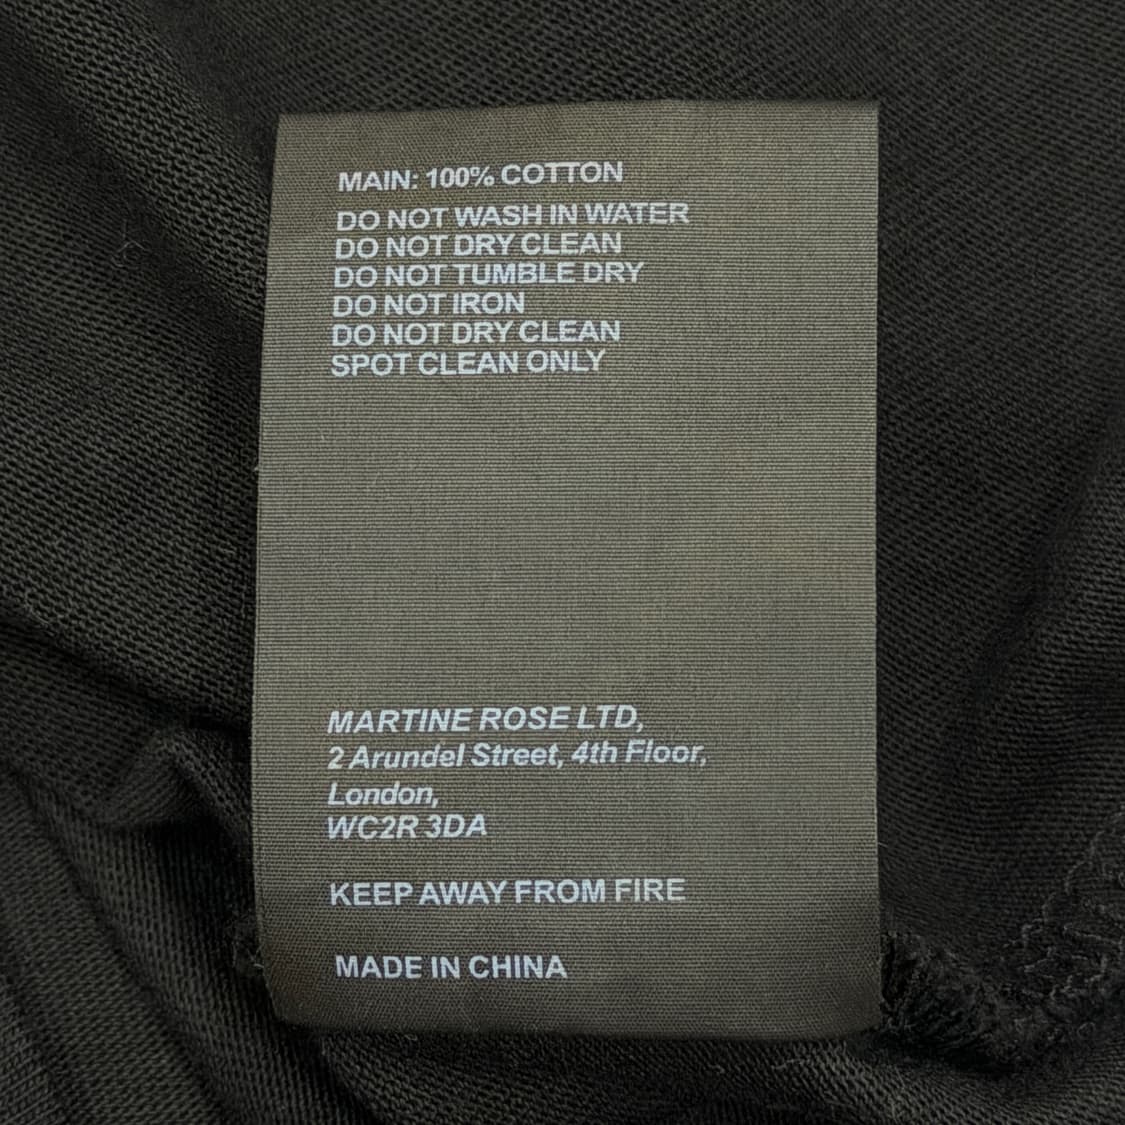 MAIN: 100% COTTON
DO NOT WASH IN WATER
DO NOT DRY CLEAN
DO NOT TUMBLE DRY
DO NOT IRON
DO NOT DRY CLEAN
SPOT CLEAN ONLY
MARTINE ROSE LTD,
2 Arundel Street, 4th Floor,
London,
WC2R 3DA
KEEP AWAY FROM FIRE
MADE IN CHINA